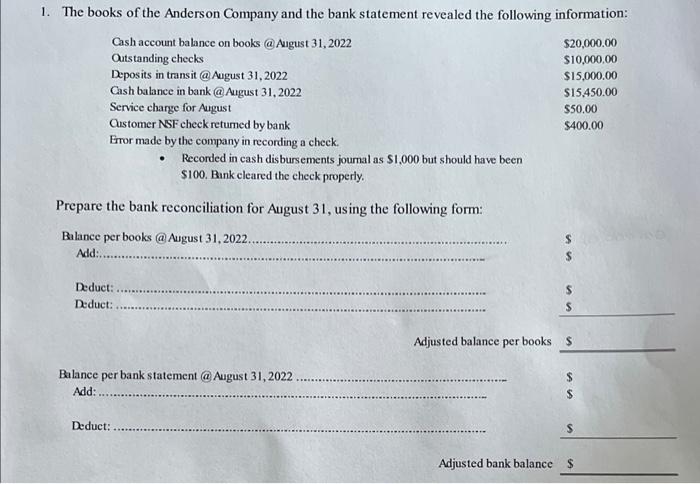 1. The books of the Anderson Company and the bank statement revealed the following information:
Cash account balance on books @ August 31, 2022 $20,000.00
Outstanding checks $10,000.00
Deposits in transit @ August 31, 2022 $15,000.00
Cash balance in bank @ August 31, 2022 $15,450.00
Service charge for August $50.00
Customer NSF check returned by bank $400.00
Error made by the company in recording a check.
• Recorded in cash disbursements journal as $1,000 but should have been
$100. Bank cleared the check properly.
Prepare the bank reconciliation for August 31, using the following form:
Balance per books @ August 31, 2022.......... $
Add:.......... $
Deduct: .......... $
Deduct: .......... $
Adjusted balance per books $
Balance per bank statement @ August 31, 2022 .......... $
Add: .......... $
Deduct: .......... $
Adjusted bank balance $